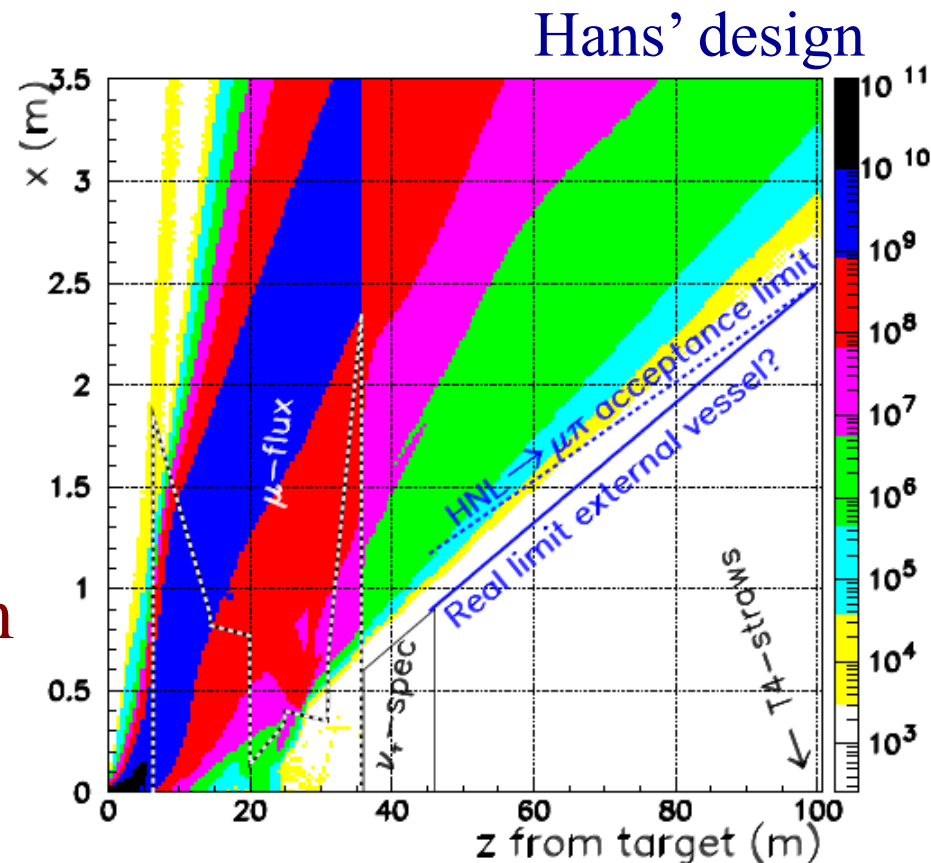 Hans’ design
x (m)
3.5
3
2.5
2
1.5
1
0.5
0
0
20
40
60
80
100
z from target (m)
μ-flux
HNL → μπ acceptance limit
Real limit external vessel?
ντ-spec
T4-straws
10 11
10 10
10 9
10 8
10 7
10 6
10 5
10 4
10 3
n